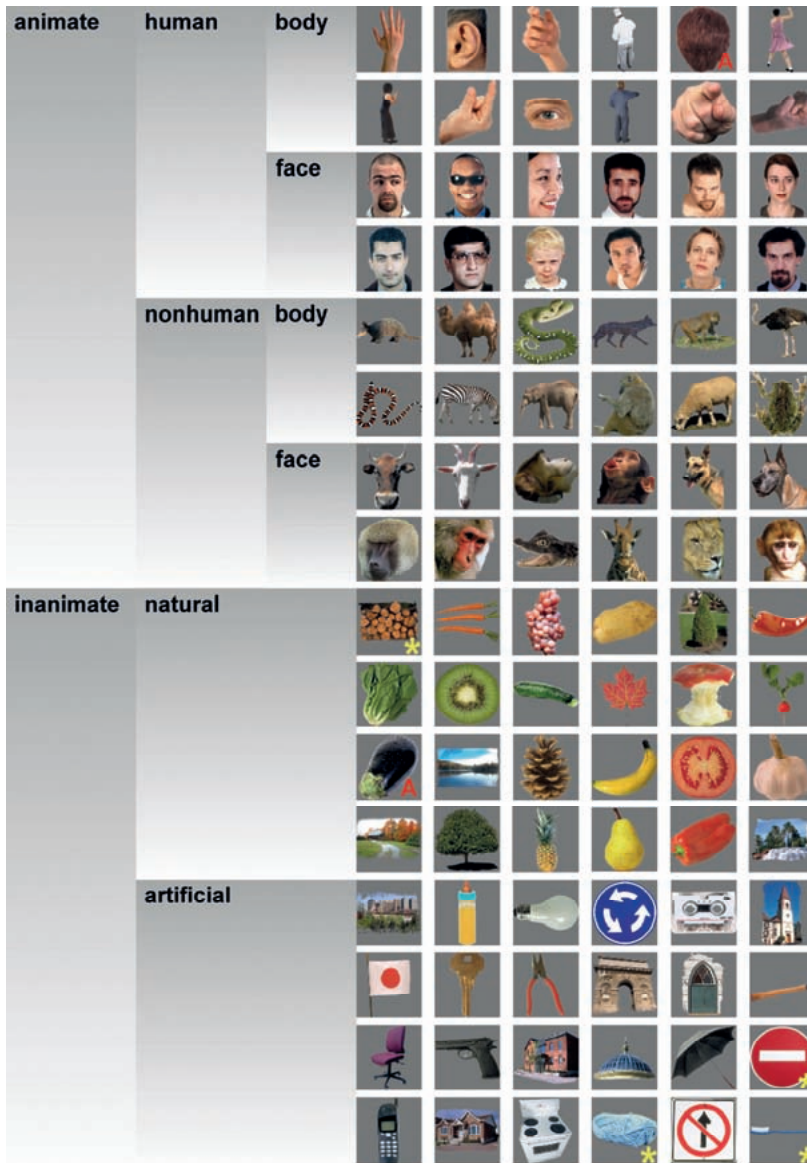 animate human body
A
face
nonhuman body
face
inanimate natural
*
A
artificial
*
* *